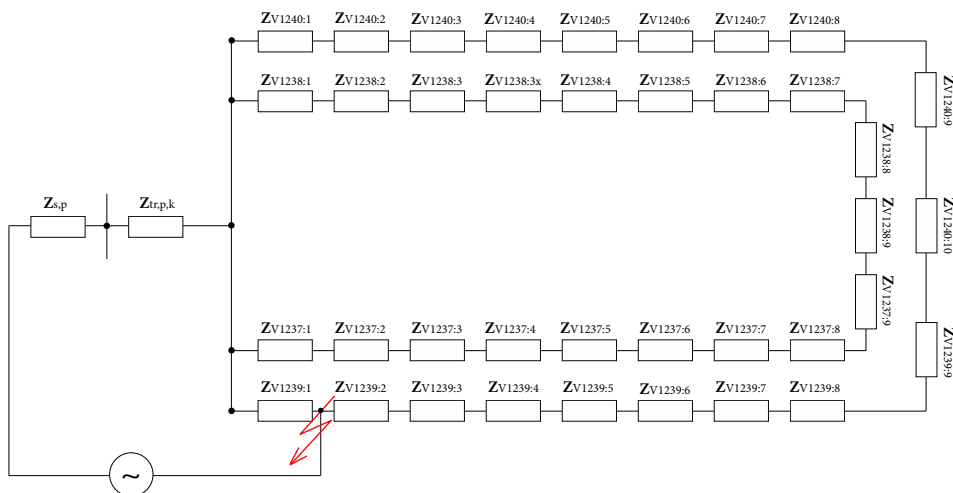 ZV1240:1 ZV1240:2 ZV1240:3 ZV1240:4 ZV1240:5 ZV1240:6 ZV1240:7 ZV1240:8
ZV1238:1 ZV1238:2 ZV1238:3 ZV1238:3x ZV1238:4 ZV1238:5 ZV1238:6 ZV1238:7
ZV1240:9
ZV1238:8
Zs,p Ztr,p,k
ZV1238:9
ZV1240:10
ZV1237:9
ZV1237:1 ZV1237:2 ZV1237:3 ZV1237:4 ZV1237:5 ZV1237:6 ZV1237:7 ZV1237:8
ZV1239:9
ZV1239:1 ZV1239:2 ZV1239:3 ZV1239:4 ZV1239:5 ZV1239:6 ZV1239:7 ZV1239:8
~